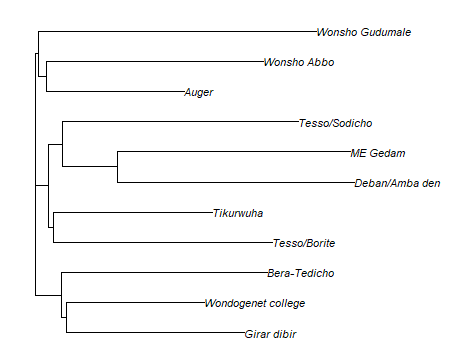 Wonsho Gudumale
Wonsho Abbo
Auger
Tesso/Sodicho
ME Gedam
Deban/Amba den
Tikurwuha
Tesso/Borite
Bera-Tedicho
Wondogenet college
Girar dibir